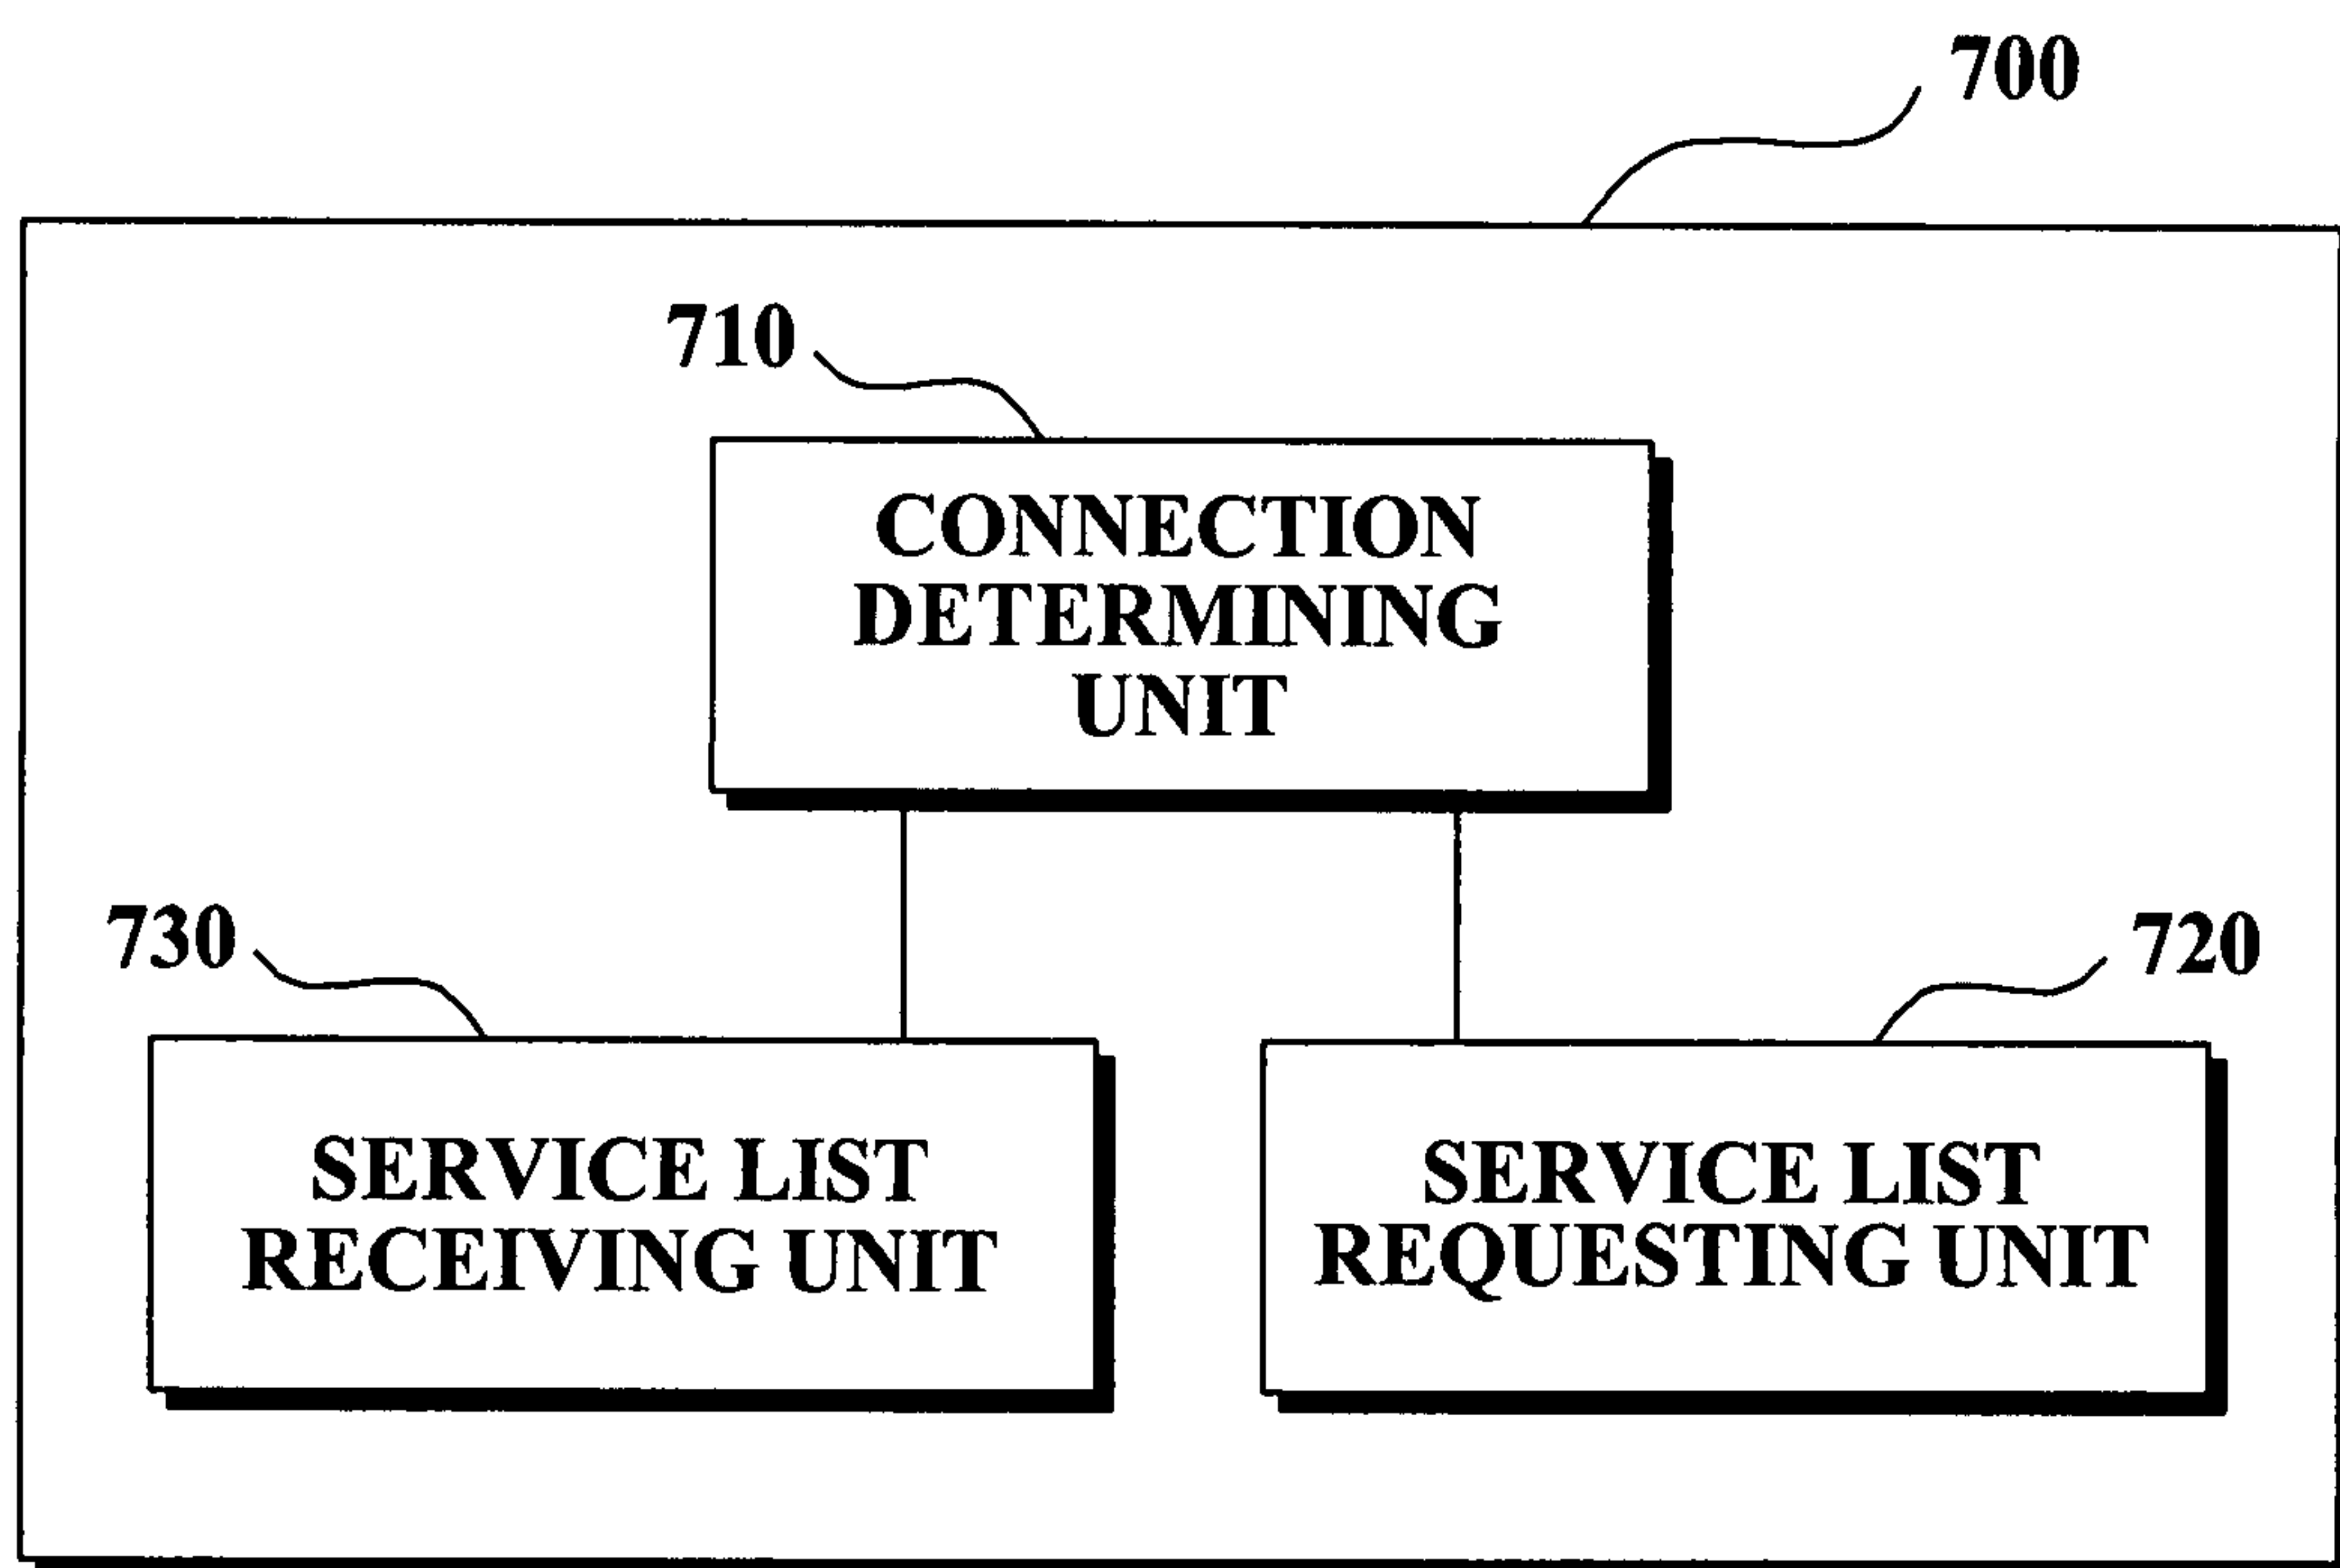 700
710
CONNECTION
DETERMINING
UNIT
730
720
SERVICE LIST
RECEIVING UNIT
SERVICE LIST
REQUESTING UNIT